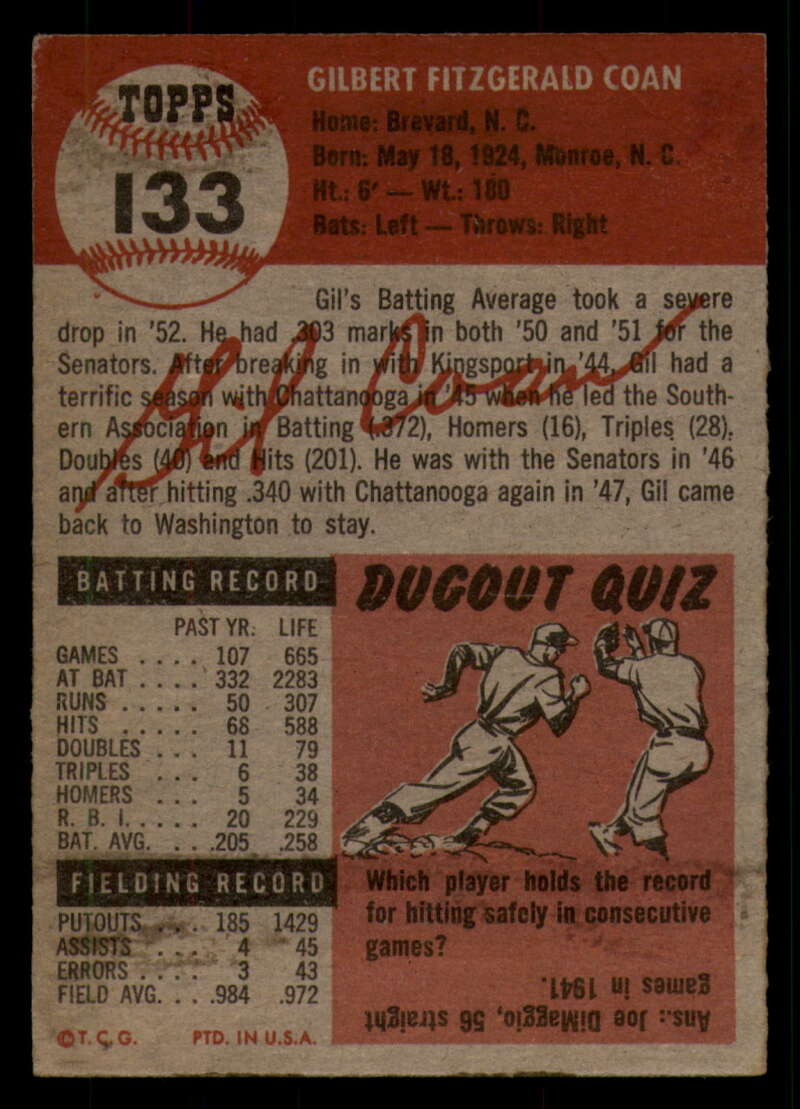 TOPPS
133
GILBERT FITZGERALD COAN
Home: Brevard, N. C.
Born: May 18, 1924, Monroe, N. C.
Ht.: 6' — Wt.: 180
Bats: Left — Throws: Right
Gil's Batting Average took a severe
drop in '52. He had .303 marks in both '50 and '51 for the
Senators. After breaking in with Kingsport in '44, Gil had a
terrific season with Chattanooga in '45 when he led the South-
ern Association in Batting (.372), Homers (16), Triples (28),
Doubles (40) and Hits (201). He was with the Senators in '46
and after hitting .340 with Chattanooga again in '47, Gil came
back to Washington to stay.
Gil Coan
BATTING RECORD
PAST YR. LIFE
GAMES .... 107 665
AT BAT .... 332 2283
RUNS ..... 50 307
HITS ..... 68 588
DOUBLES ... 11 79
TRIPLES ... 6 38
HOMERS ... 5 34
R. B. I. .... 20 229
BAT. AVG. ... .205 .258
FIELDING RECORD
PUTOUTS .... 185 1429
ASSISTS ... 4 45
ERRORS .... 3 43
FIELD AVG. ... .984 .972
©T. C. G. PTD. IN U.S.A.
DUGOUT QUIZ
Which player holds the record
for hitting safely in consecutive
games?
Ans.: Joe DiMaggio, 56 straight
games in 1941.